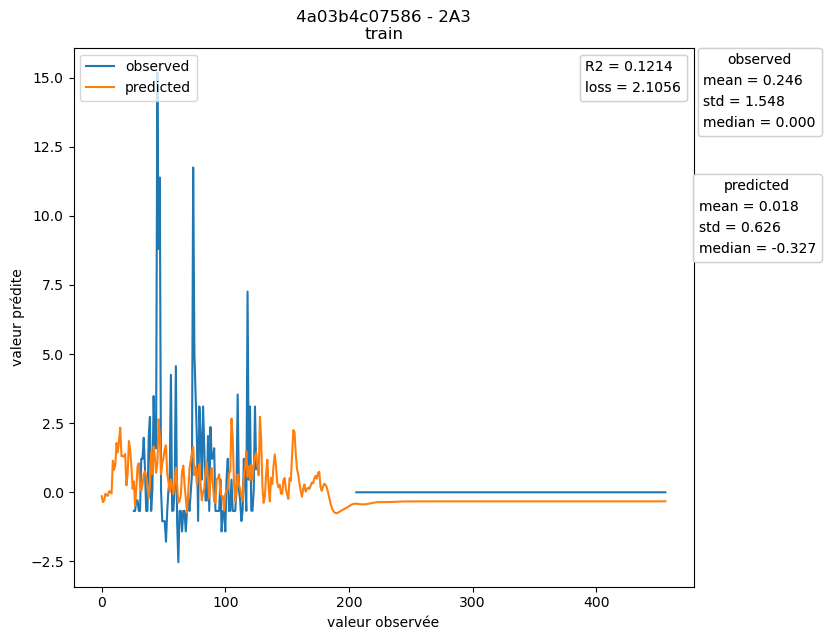 4a03b4c07586 - 2A3
train
observed
predicted
R2 = 0.1214
loss = 2.1056
observed
mean = 0.246
std = 1.548
median = 0.000
predicted
mean = 0.018
std = 0.626
median = -0.327
valeur prédite
15.0
12.5
10.0
7.5
5.0
2.5
0.0
−2.5
0
100
200
300
400
valeur observée